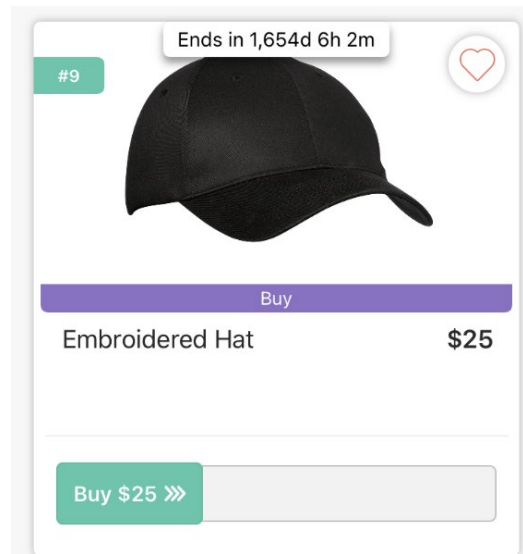 Ends in 1,654d 6h 2m
#9
Buy
Embroidered Hat $25
Buy $25 >>>